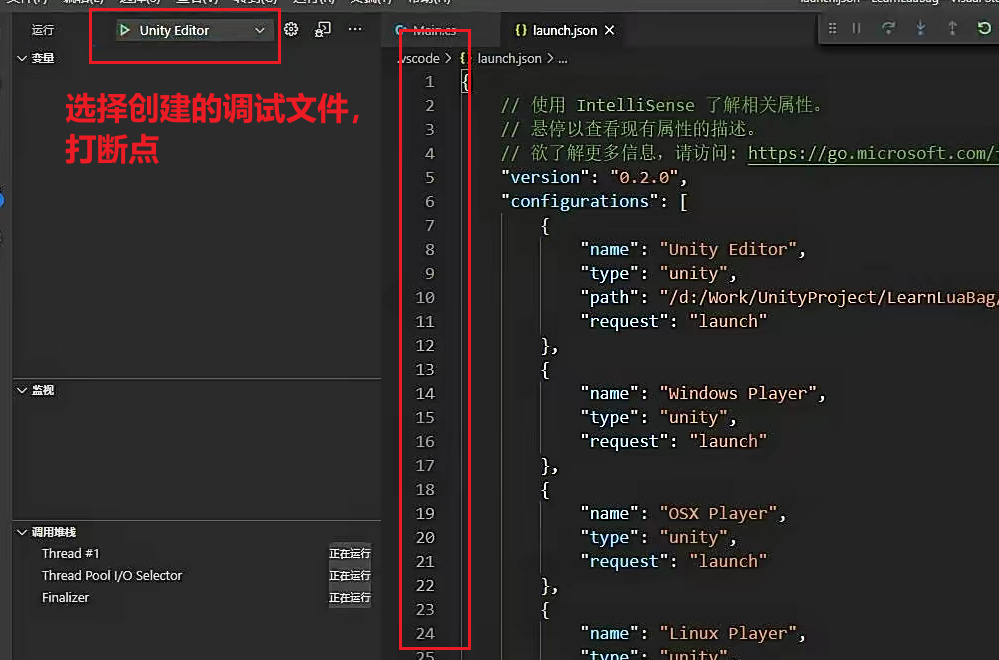 运行
Unity Editor
Main.cs
launch.json
变量
.vscode > launch.json > ...
选择创建的调试文件，
打断点
1 {
2 // 使用 IntelliSense 了解相关属性。
3 // 悬停以查看现有属性的描述。
4 // 欲了解更多信息，请访问: https://go.microsoft.com/
5 "version": "0.2.0",
6 "configurations": [
7 {
8 "name": "Unity Editor",
9 "type": "unity",
10 "path": "/d:/Work/UnityProject/LearnLuaBag/
11 "request": "launch"
12 },
13 {
14 "name": "Windows Player",
15 "type": "unity",
16 "request": "launch"
17 },
18 {
19 "name": "OSX Player",
20 "type": "unity",
21 "request": "launch"
22 },
23 {
24 "name": "Linux Player",
25 "type": "unity",
监视
调用堆栈
Thread #1 正在运行
Thread Pool I/O Selector 正在运行
Finalizer 正在运行